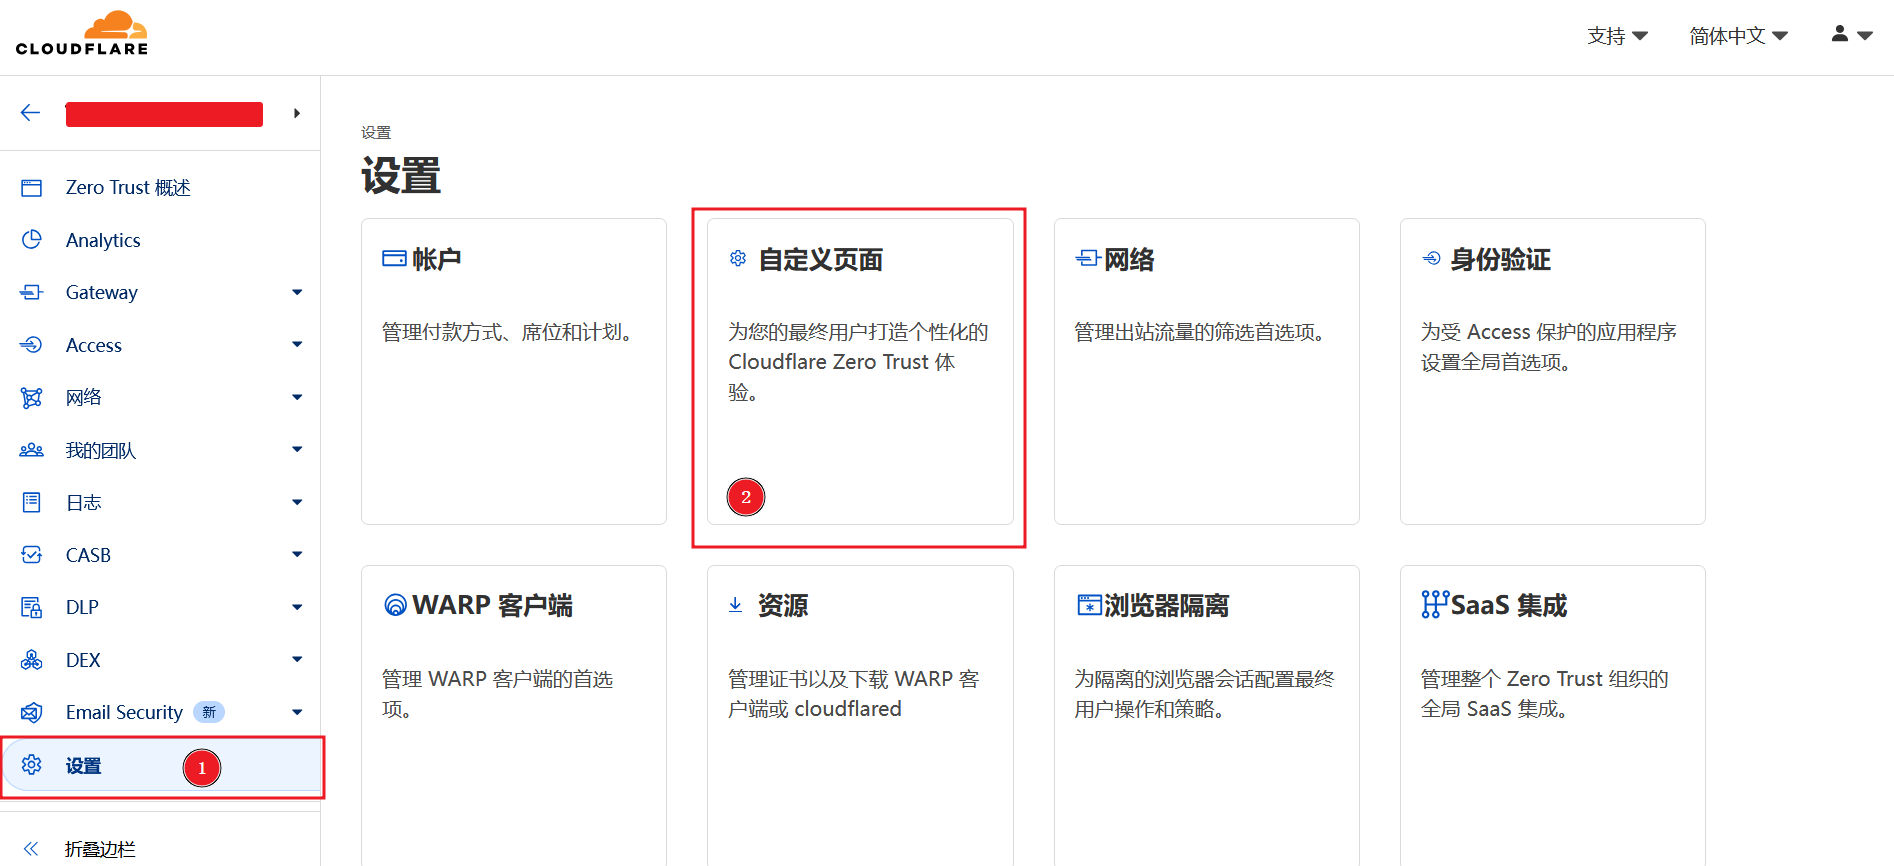 CLOUDFLARE
支持
简体中文
Zero Trust 概述
Analytics
Gateway
Access
网络
我的团队
日志
CASB
DLP
DEX
Email Security 新
设置 1
折叠边栏
设置
设置
帐户
管理付款方式、席位和计划。
自定义页面
为您的最终用户打造个性化的
Cloudflare Zero Trust 体
验。
2
网络
管理出站流量的筛选首选项。
身份验证
为受 Access 保护的应用程序
设置全局首选项。
WARP 客户端
管理 WARP 客户端的首选
项。
资源
管理证书以及下载 WARP 客
户端或 cloudflared
浏览器隔离
为隔离的浏览器会话配置最终
用户操作和策略。
SaaS 集成
管理整个 Zero Trust 组织的
全局 SaaS 集成。